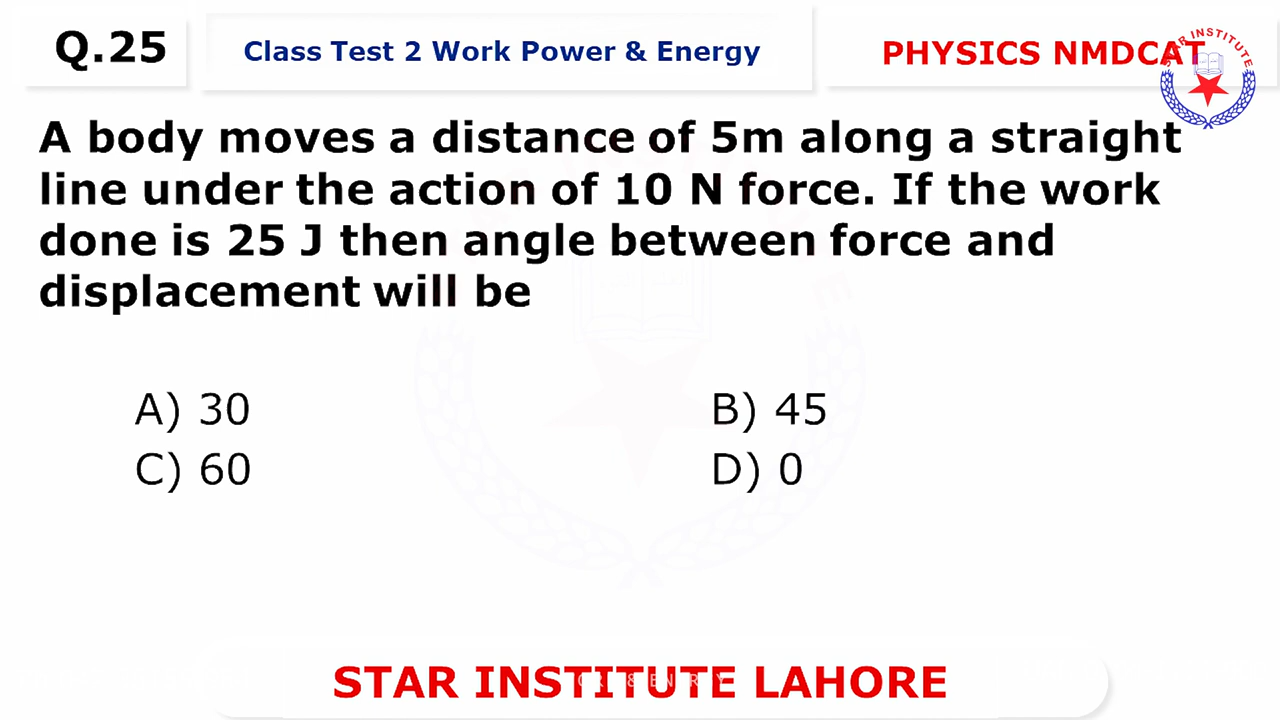 Q.25
Class Test 2 Work Power & Energy
PHYSICS NMDCAT
STAR INSTITUTE
A body moves a distance of 5m along a straight
line under the action of 10 N force. If the work
done is 25 J then angle between force and
displacement will be
A) 30
B) 45
C) 60
D) 0
STAR INSTITUTE LAHORE